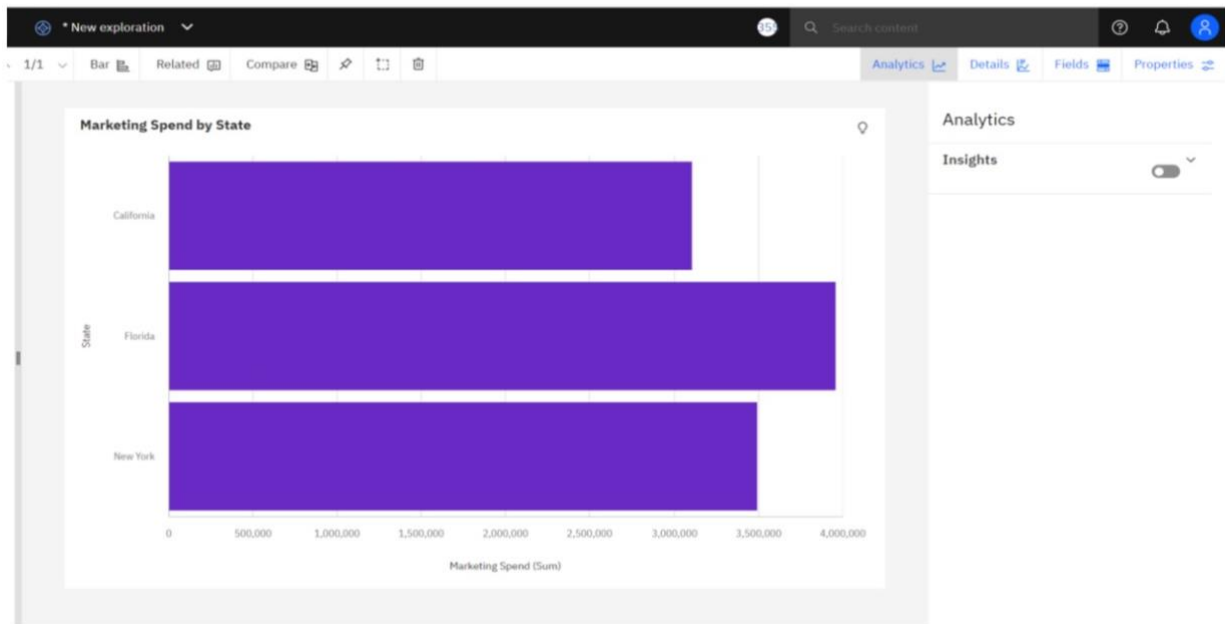 * New exploration
Search content
1/1 Bar Related Compare Analytics Details Fields Properties
Marketing Spend by State
Analytics
Insights
California
Florida
New York
State
0 500,000 1,000,000 1,500,000 2,000,000 2,500,000 3,000,000 3,500,000 4,000,000
Marketing Spend (Sum)